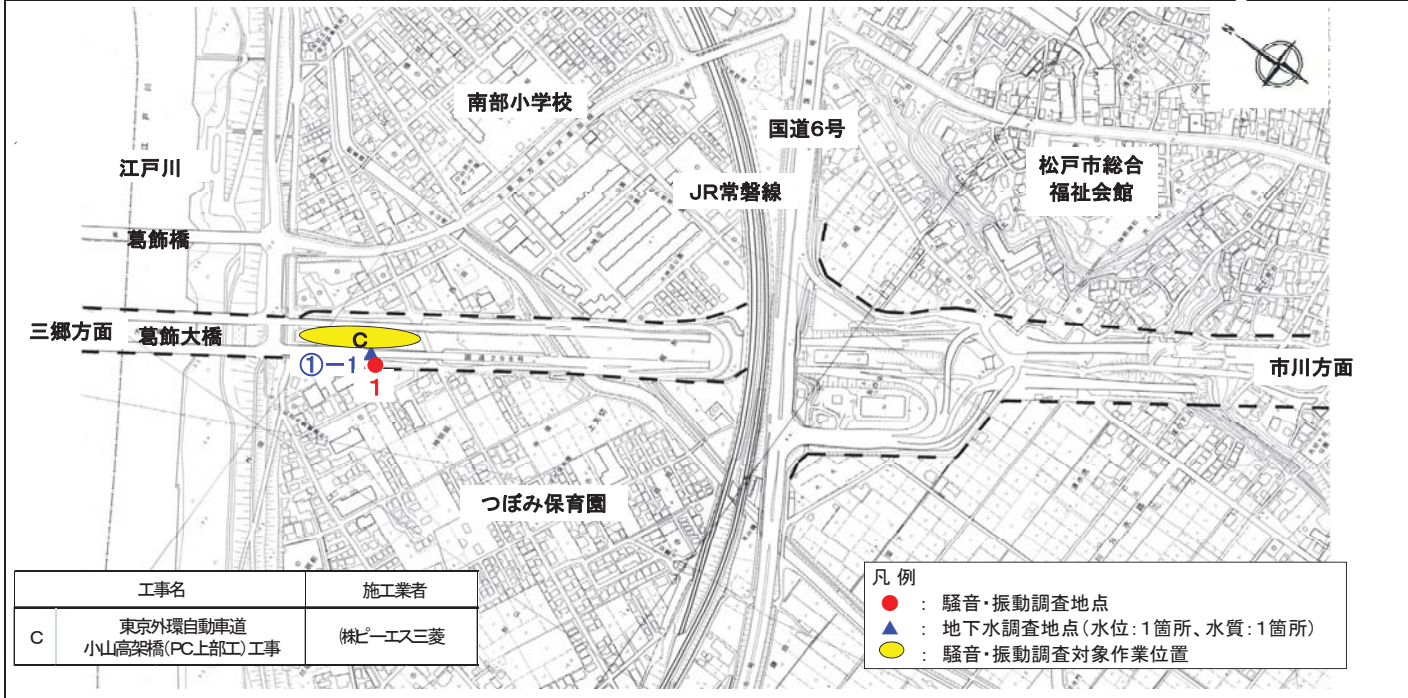 N
南部小学校
国道6号
江戸川
松戸市総合
福祉会館
JR常磐線
葛飾橋
三郷方面
葛飾大橋
C
国道298号
①-1
1
市川方面
つぼみ保育園
工事名
施工業者
C
東京外環自動車道
小山高架橋(PC上部工)工事
㈱ピーエス三菱
凡 例
： 騒音・振動調査地点
： 地下水調査地点(水位:1箇所、水質:1箇所)
： 騒音・振動調査対象作業位置